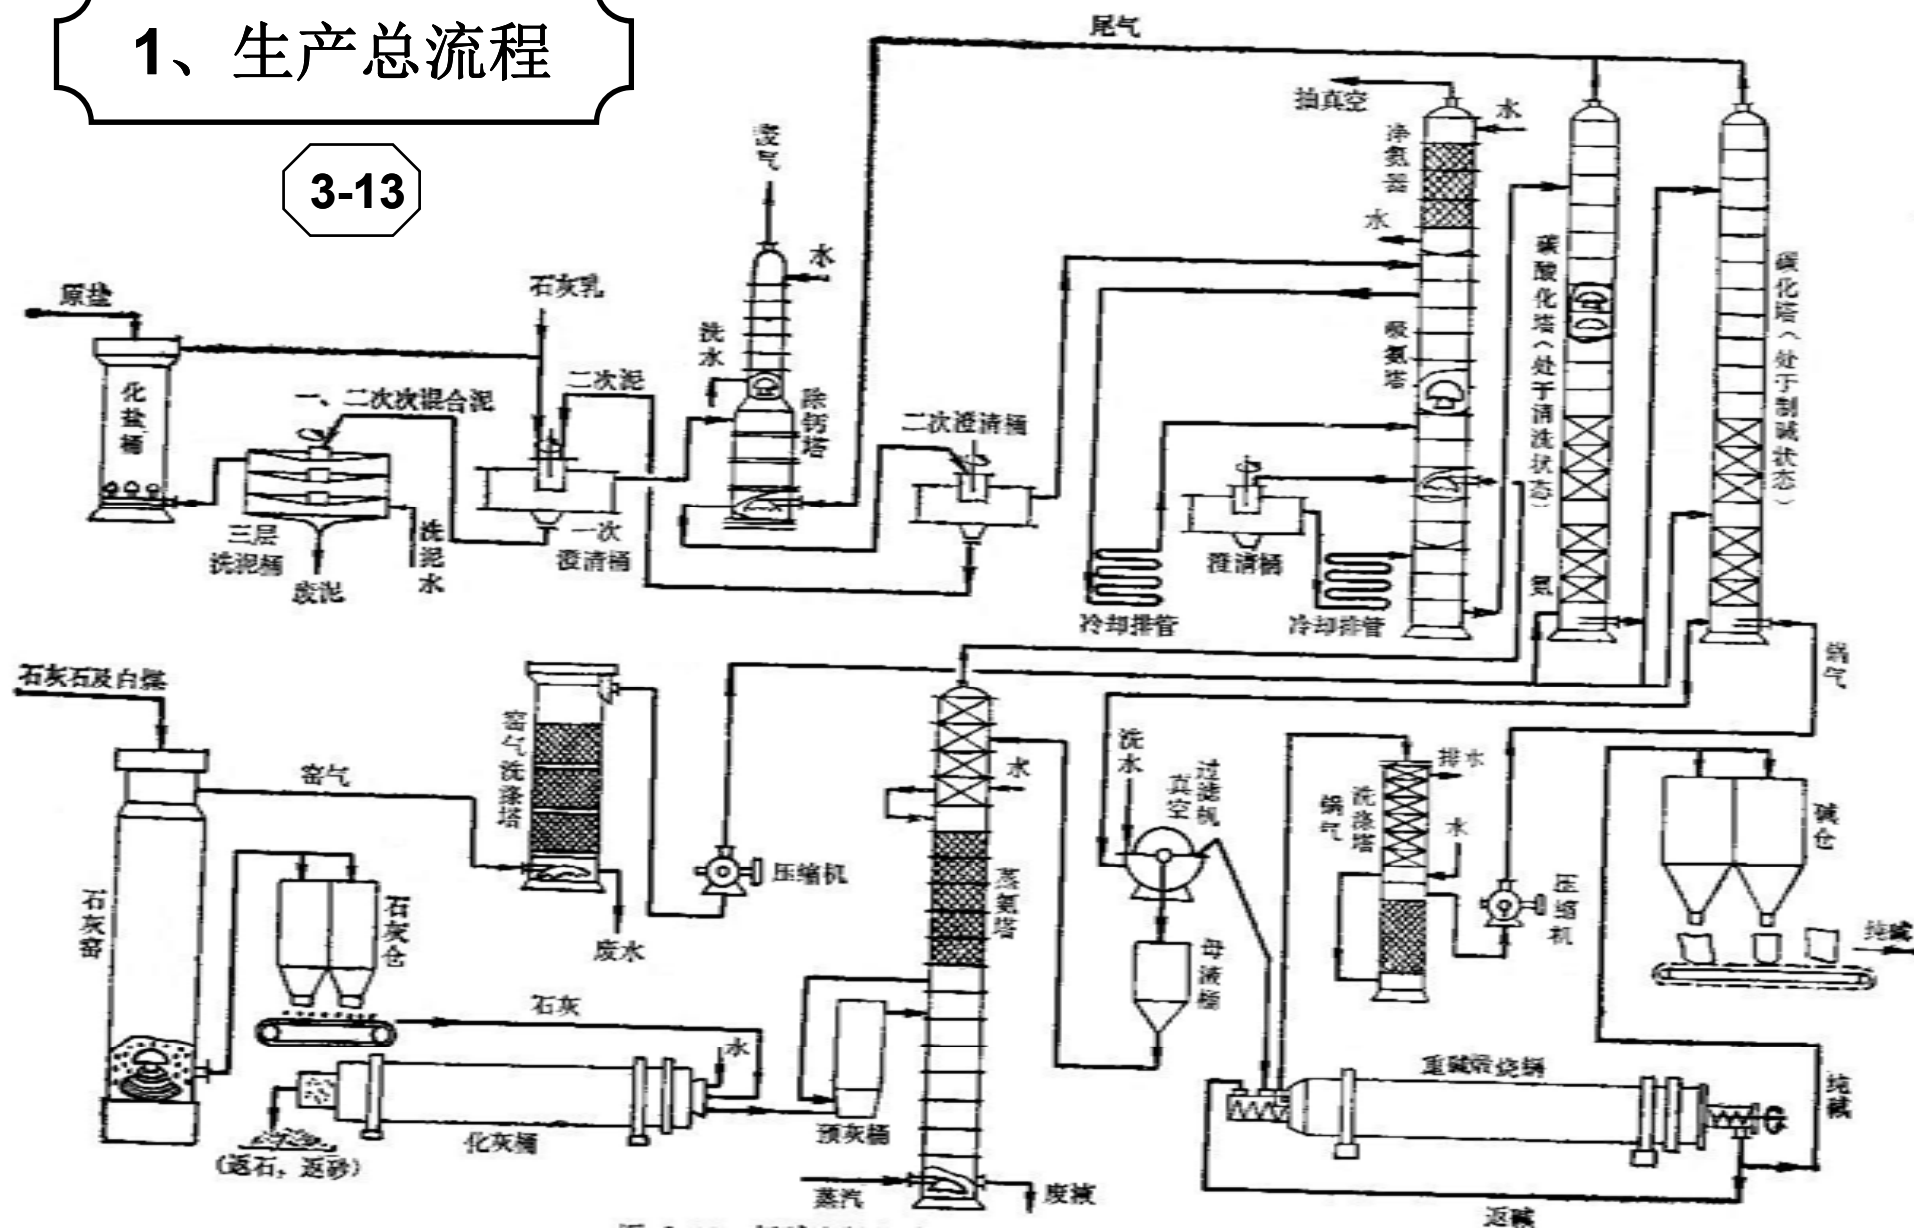 1、生产总流程
3-13
尾气
抽真空
水
净氨器
水
废气
水
石灰乳
原盐
洗水
碳酸化塔(处于清洗状态)
碳化塔(处于制碱状态)
吸氨塔
化盐桶
一、二次次混合泥
二次泥
除钙塔
二次澄清桶
三层
洗泥桶
废泥
洗泥水
一次
澄清桶
澄清桶
冷却排管
冷却排管
氨
锅气
石灰石及白煤
窑气
窑气洗涤塔
压缩机
废水
石灰窑
石灰仓
石灰
水
化灰桶
(返石,返砂)
预灰桶
水
蒸氨塔
蒸汽
废液
洗水
真空
过滤机
母液桶
锅气
洗涤塔
排水
水
压缩机
碱仓
纯碱
重碱煅烧锅
纯碱
返碱